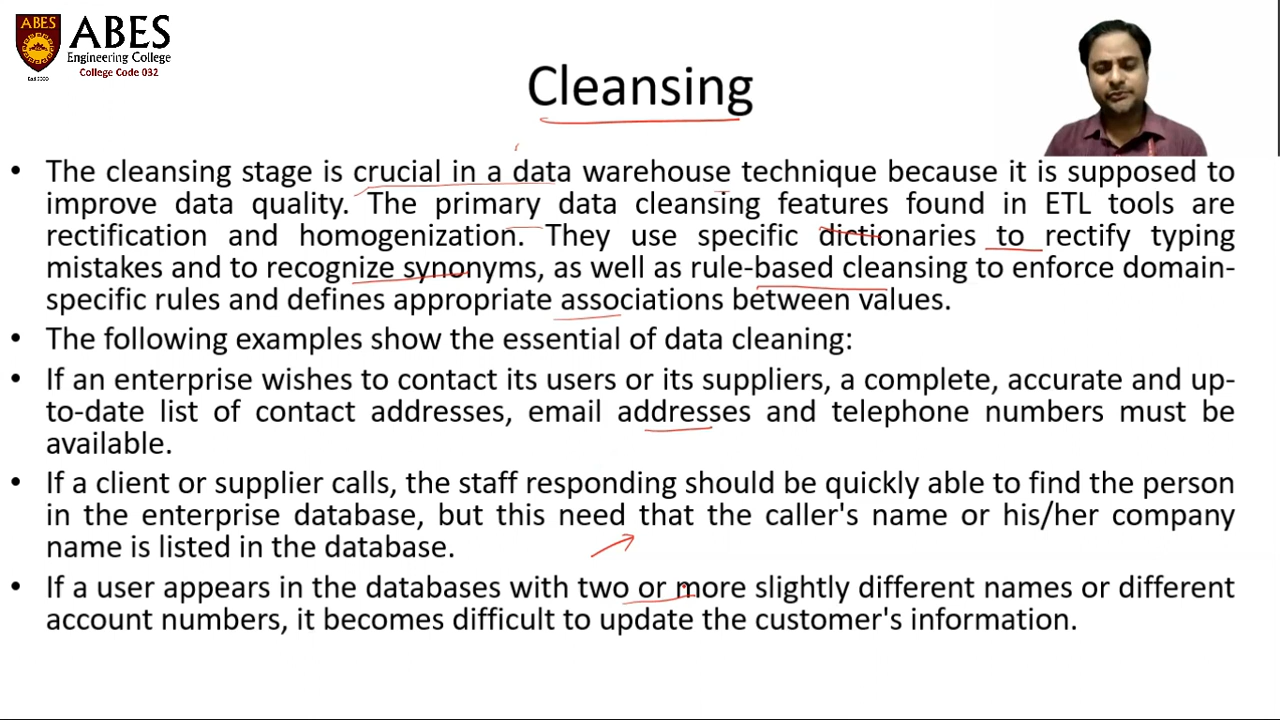 ABES
ABES
Engineering College
College Code 032
Cleansing
• The cleansing stage is crucial in a data warehouse technique because it is supposed to
improve data quality. The primary data cleansing features found in ETL tools are
rectification and homogenization. They use specific dictionaries to rectify typing
mistakes and to recognize synonyms, as well as rule-based cleansing to enforce domain-
specific rules and defines appropriate associations between values.
• The following examples show the essential of data cleaning:
• If an enterprise wishes to contact its users or its suppliers, a complete, accurate and up-
to-date list of contact addresses, email addresses and telephone numbers must be
available.
• If a client or supplier calls, the staff responding should be quickly able to find the person
in the enterprise database, but this need that the caller's name or his/her company
name is listed in the database.
• If a user appears in the databases with two or more slightly different names or different
account numbers, it becomes difficult to update the customer's information.